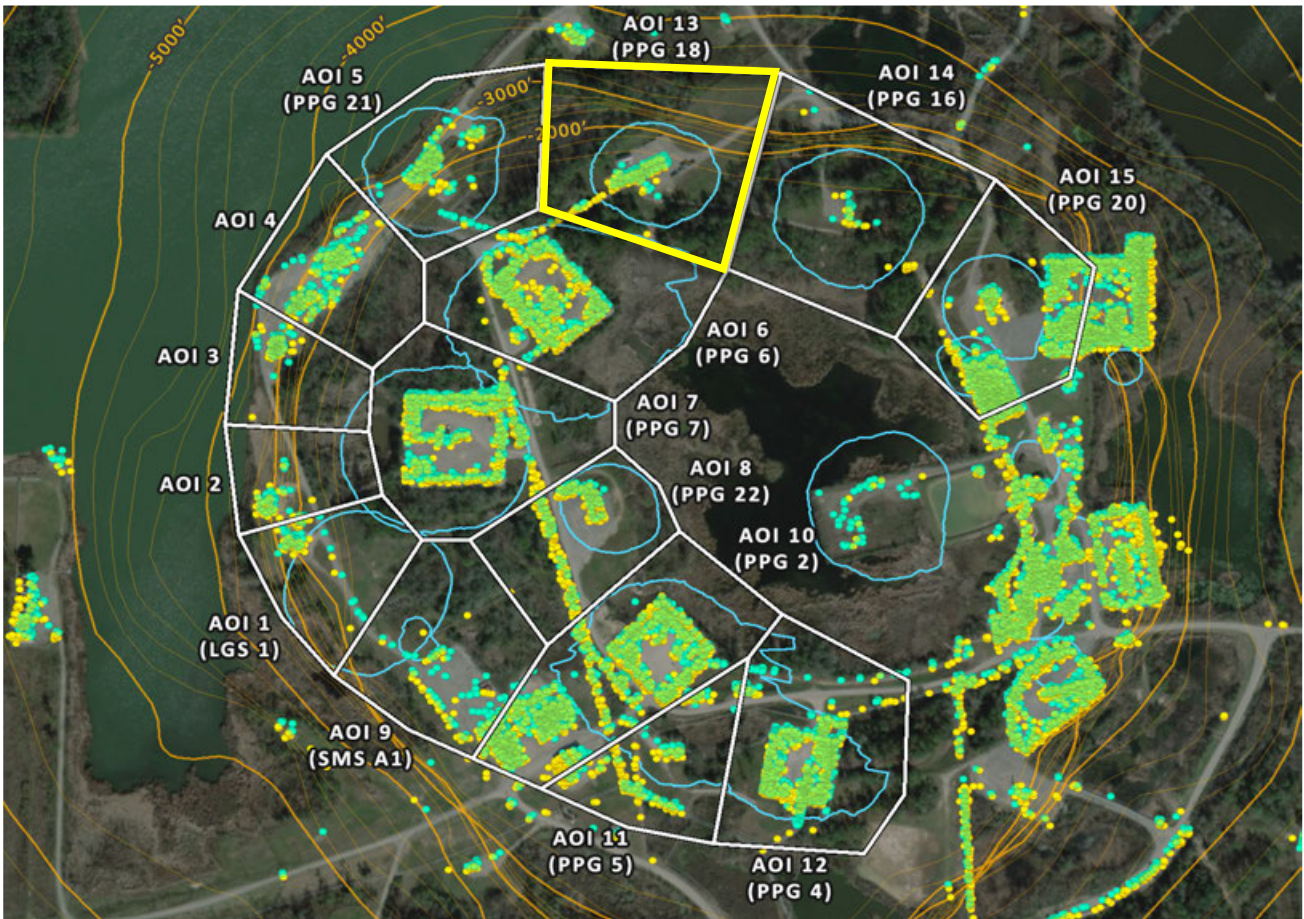 AOI 13
(PPG 18)
-5000'
-4000'
AOI 5
(PPG 21)
AOI 14
(PPG 16)
-3000'
-2000'
AOI 15
(PPG 20)
AOI 4
AOI 6
(PPG 6)
AOI 3
AOI 7
(PPG 7)
AOI 8
(PPG 22)
AOI 2
AOI 10
(PPG 2)
AOI 1
(LGS 1)
AOI 9
(SMS A1)
AOI 11
(PPG 5)
AOI 12
(PPG 4)